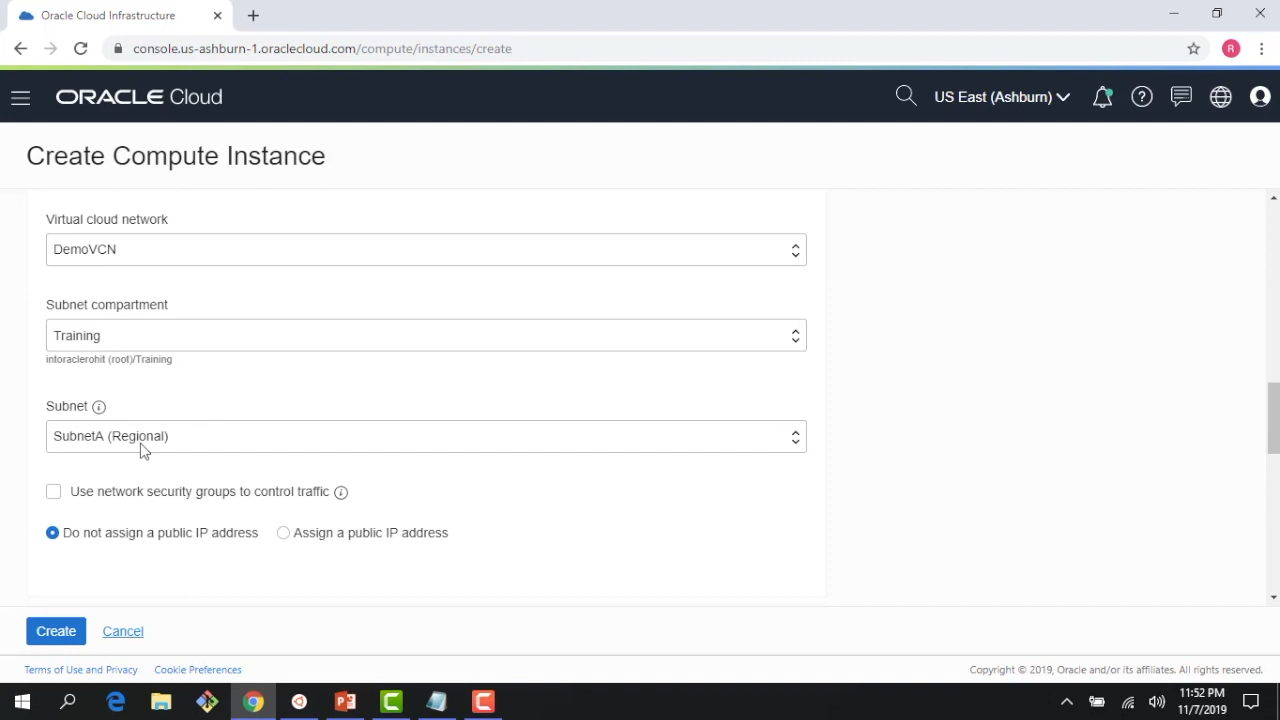 Oracle Cloud Infrastructure
console.us-ashburn-1.oraclecloud.com/compute/instances/create
R
ORACLE Cloud
US East (Ashburn)
Create Compute Instance
Virtual cloud network
DemoVCN
Subnet compartment
Training
intoraclerohit (root)/Training
Subnet
SubnetA (Regional)
Use network security groups to control traffic
Do not assign a public IP address
Assign a public IP address
Create
Cancel
Terms of Use and Privacy
Cookie Preferences
Copyright © 2019, Oracle and/or its affiliates. All rights reserved.
11:52 PM
11/7/2019